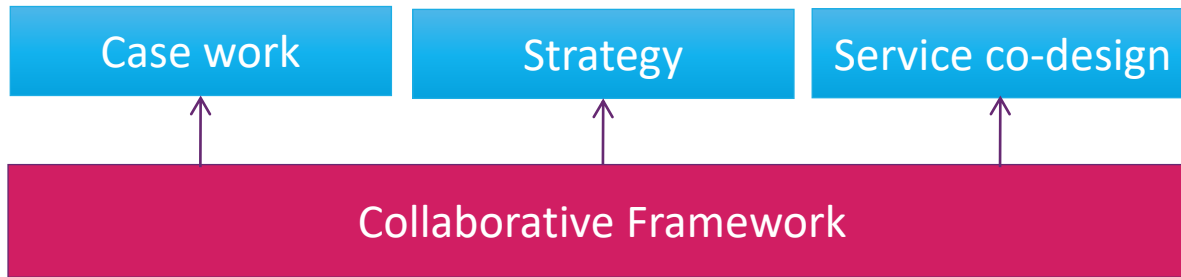 Case work
Strategy
Service co-design
Collaborative Framework